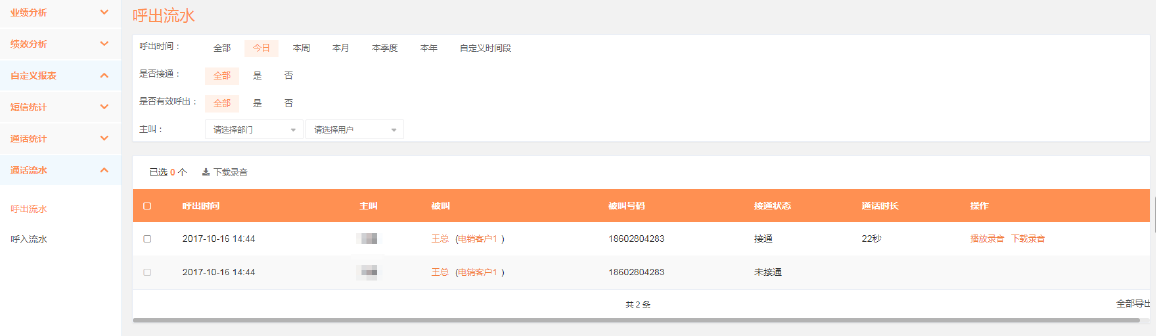 业绩分析
绩效分析
自定义报表
短信统计
通话统计
通话流水
呼出流水
呼入流水
呼出流水
呼出时间： 全部 今日 本周 本月 本季度 本年 自定义时间段
是否接通： 全部 是 否
是否有效呼出： 全部 是 否
主叫： 请选择部门 请选择用户
已选 0 个 下载录音
呼出时间 主叫 被叫 被叫号码 接通状态 通话时长 操作
2017-10-16 14:44 王总 (电销客户1 ) 18602804283 接通 22秒 播放录音 下载录音
2017-10-16 14:44 王总 (电销客户1 ) 18602804283 未接通
共 2 条 全部导出